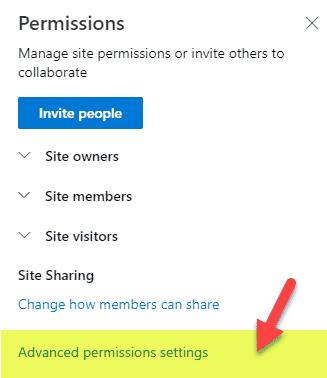 Permissions
Manage site permissions or invite others to
collaborate
Invite people
Site owners
Site members
Site visitors
Site Sharing
Change how members can share
Advanced permissions settings